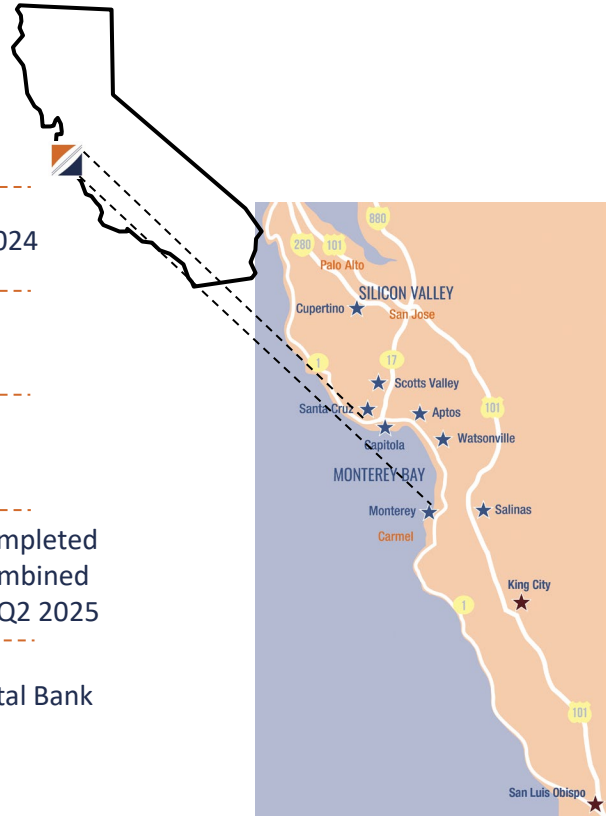 024
mpleted
mbined
Q2 2025
tal Bank
880
280
101
Palo Alto
SILICON VALLEY
Cupertino
San Jose
1
17
Scotts Valley
101
Santa Cruz
Aptos
Capitola
Watsonville
MONTEREY BAY
Monterey
Salinas
Carmel
King City
1
101
San Luis Obispo